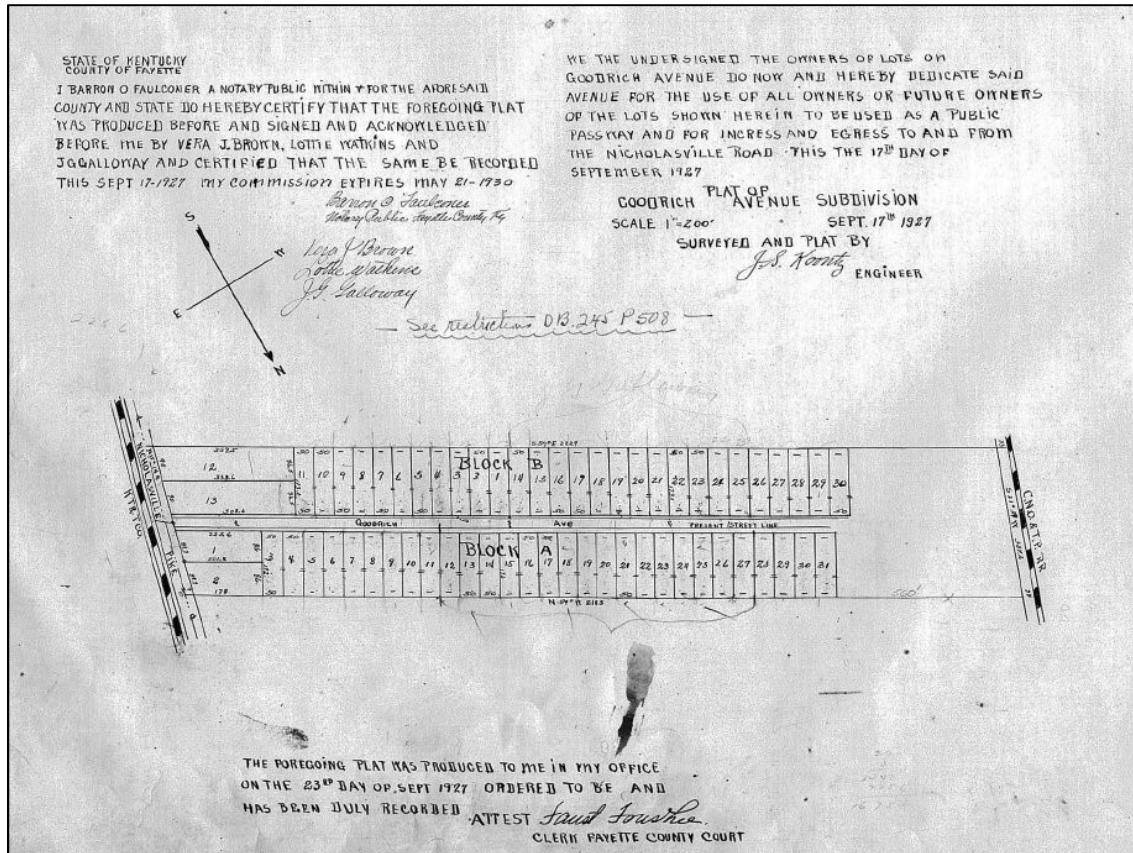 STATE OF KENTUCKY
COUNTY OF FAYETTE
I BARRON O FAULCONER A NOTARY PUBLIC WITHIN & FOR THE AFORESAID
COUNTY AND STATE DO HEREBY CERTIFY THAT THE FOREGOING PLAT
WAS PRODUCED BEFORE AND SIGNED AND ACKNOWLEDGED
BEFORE ME BY VERA J. BROWN, LOTTIE WATKINS AND
J G GALLOWAY AND CERTIFIED THAT THE SAME BE RECORDED
THIS SEPT 17-1927 MY COMMISSION EXPIRES MAY 21-1930
Barron O Faulconer
Notary Public Fayette County, Ky
Vera J Brown
Lottie Watkins
J.G. Galloway
WE THE UNDERSIGNED THE OWNERS OF LOTS ON
GOODRICH AVENUE DO NOW AND HEREBY DEDICATE SAID
AVENUE FOR THE USE OF ALL OWNERS OR FUTURE OWNERS
OF THE LOTS SHOWN HEREIN TO BE USED AS A PUBLIC
PASSWAY AND FOR INGRESS AND EGRESS TO AND FROM
THE NICHOLASVILLE ROAD THIS THE 17TH DAY OF
SEPTEMBER 1927
PLAT OF
GOODRICH AVENUE SUBDIVISION
SCALE 1"=200' SEPT. 17TH 1927
SURVEYED AND PLAT BY
J.S. Koontz ENGINEER
S
E
N
See restrictions D.B. 245 P 508
NICHOLASVILLE PIKE
KY. & T. CO.
BLOCK B
12
11 10 9 8 7 6 5 4 3 2 1 14 15 16 17 18 19 20 21 22 23 24 25 26 27 28 29 30
13
GOODRICH AVE PRESENT STREET LINE
BLOCK A
1
4 5 6 7 8 9 10 11 12 13 14 15 16 17 18 19 20 21 22 23 24 25 26 27 28 29 30 31
2
178
C.N.O. & T.P. RR
THE FOREGOING PLAT WAS PRODUCED TO ME IN MY OFFICE
ON THE 23RD DAY OF SEPT 1927 ORDERED TO BE AND
HAS BEEN DULY RECORDED ATTEST Faust Foushee
CLERK FAYETTE COUNTY COURT